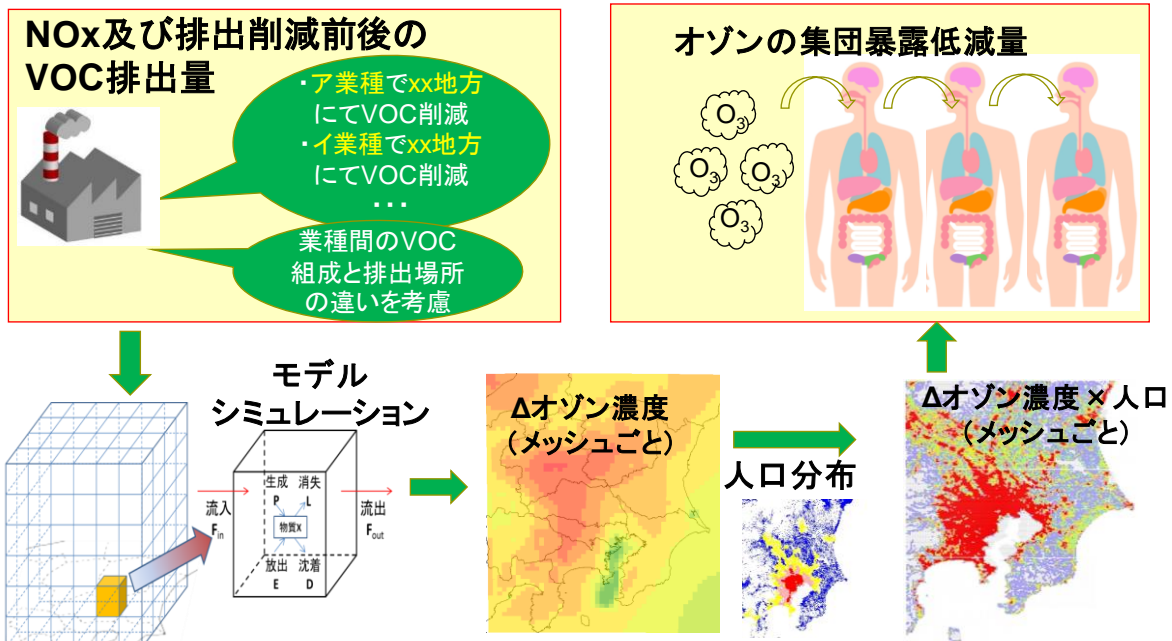 NOx及び排出削減前後の
VOC排出量
・ア業種でxx地方
にてVOC削減
・イ業種でxx地方
にてVOC削減
・・・
業種間のVOC
組成と排出場所
の違いを考慮
オゾンの集団暴露低減量
O3
O3
O3
O3
モデル
シミュレーション
生成 消失
P L
流入
Fin
物質X
流出
Fout
放出 沈着
E D
Δオゾン濃度
（メッシュごと）
人口分布
Δオゾン濃度×人口
（メッシュごと）